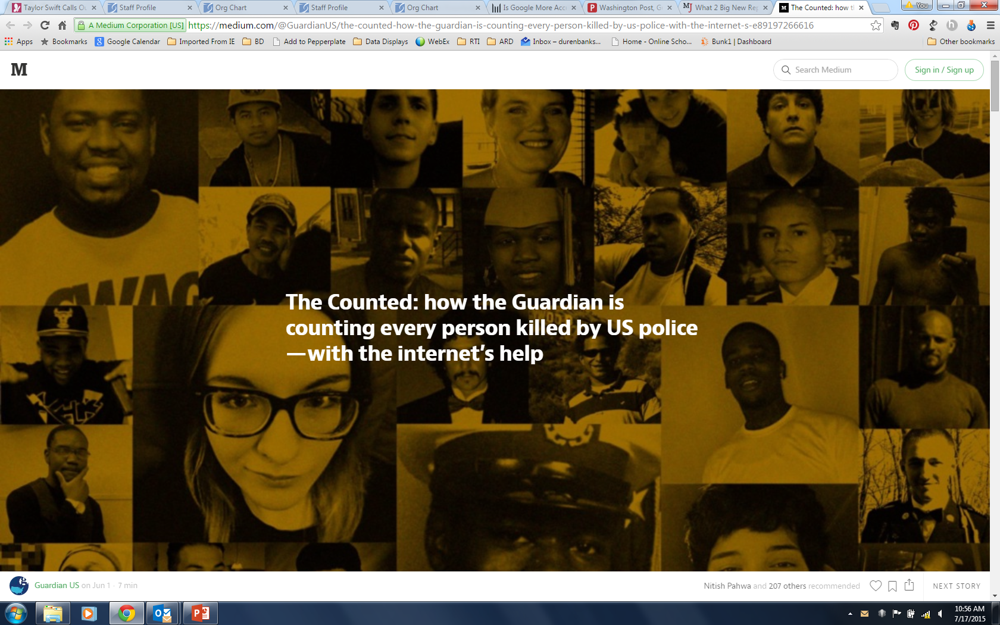 Taylor Swift Calls Ou
Staff Profile
Org Chart
Staff Profile
Org Chart
Is Google More Acc
Washington Post, G
What 2 Big New Rep
The Counted: how th
You
A Medium Corporation [US]
https://medium.com/@GuardianUS/the-counted-how-the-guardian-is-counting-every-person-killed-by-us-police-with-the-internet-s-e89197266616
Apps
Bookmarks
Google Calendar
Imported From IE
BD
Add to Pepperplate
Data Displays
WebEx
RTI
ARD
Inbox – durenbanks...
Home - Online Scho...
Bunk1 | Dashboard
Other bookmarks
M
Search Medium
Sign in / Sign up
SWAG
The Counted: how the Guardian is
counting every person killed by US police
—with the internet's help
Guardian US on Jun 1 · 7 min
Nitish Pahwa and 207 others recommended
NEXT STORY
10:56 AM
7/17/2015